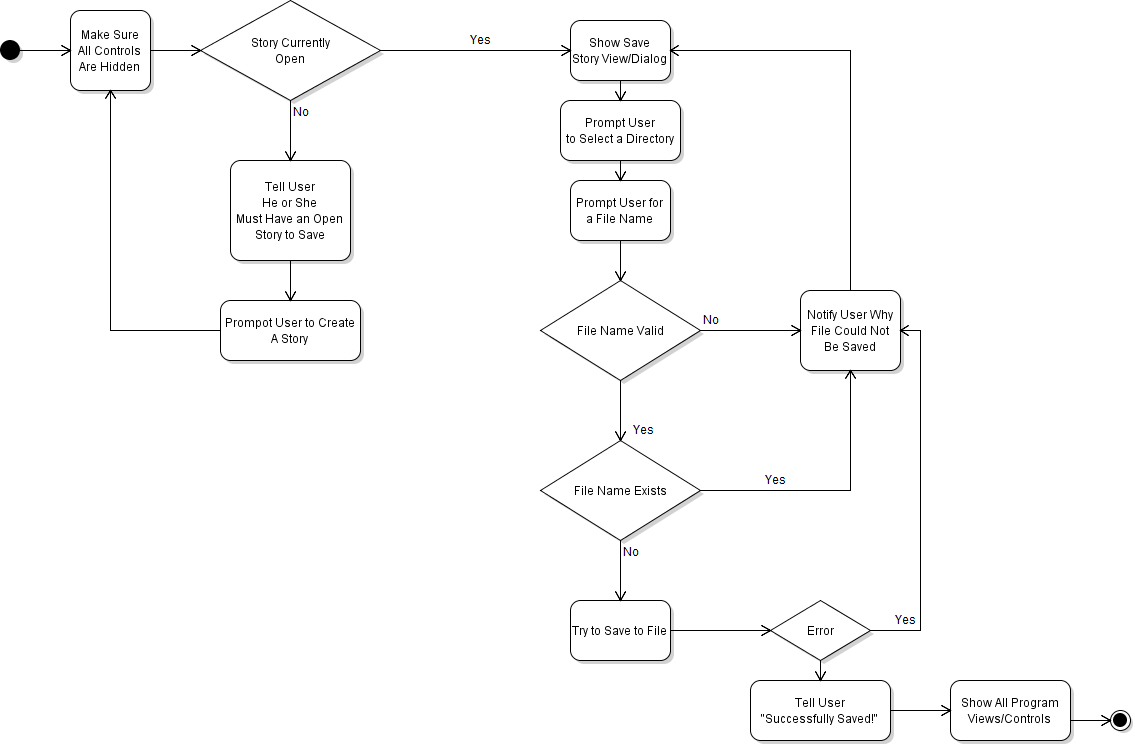 Make Sure
All Controls
Are Hidden
Story Currently
Open
Yes
No
Tell User
He or She
Must Have an Open
Story to Save
Prompot User to Create
A Story
Show Save
Story View/Dialog
Prompt User
to Select a Directory
Prompt User for
a File Name
File Name Valid
No
Notify User Why
File Could Not
Be Saved
Yes
File Name Exists
Yes
No
Try to Save to File
Error
Yes
Tell User
"Successfully Saved!"
Show All Program
Views/Controls